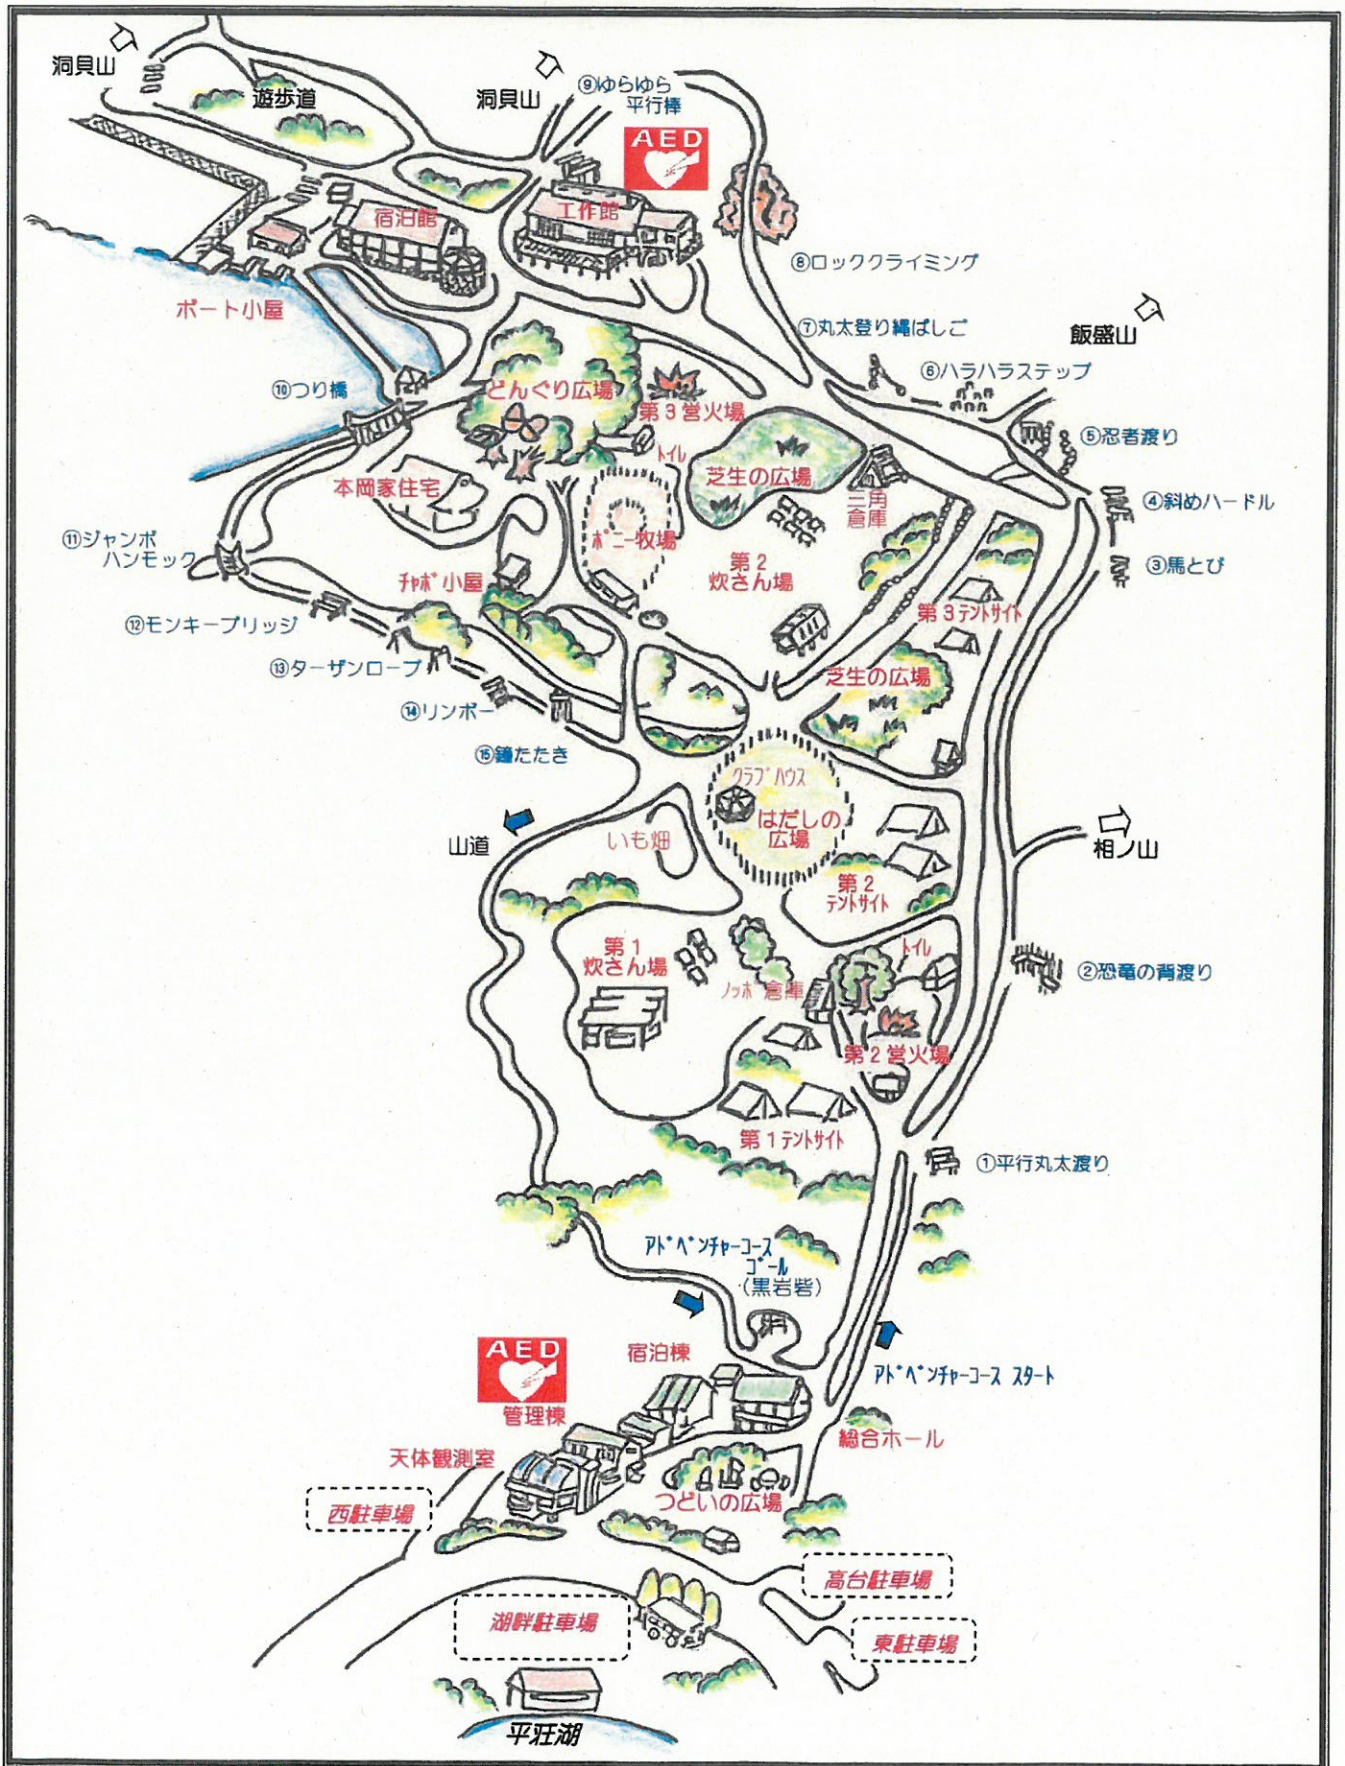 洞貝山
遊歩道
洞貝山
⑨ゆらゆら
平行棒
AED
宿泊館
工作館
⑧ロッククライミング
ボート小屋
⑦丸太登り縄ばしご
飯盛山
⑥ハラハラステップ
⑩つり橋
どんぐり広場
第3営火場
⑤忍者渡り
トイレ
芝生の広場
本岡家住宅
三角
倉庫
④斜めハードル
⑪ジャンボ
ハンモック
ポニー牧場
第2
炊さん場
③馬とび
チャボ小屋
第3テントサイト
⑫モンキーブリッジ
⑬ターザンロープ
芝生の広場
⑭リンボー
⑮鐘たたき
クラブハウス
はだしの
広場
いも畑
山道
相ノ山
第2
テントサイト
第1
炊さん場
トイレ
ノッポ倉庫
②恐竜の背渡り
第2営火場
第1テントサイト
①平行丸太渡り
アドベンチャーコース
ゴール
(黒岩砦)
AED
宿泊棟
アドベンチャーコース スタート
管理棟
総合ホール
天体観測室
つどいの広場
西駐車場
高台駐車場
湖畔駐車場
東駐車場
平荘湖